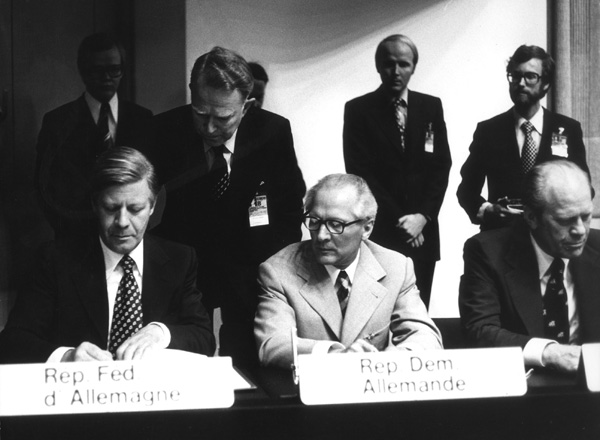 Rep. Fed
d'Allemagne
Rep. Dem.
Allemande